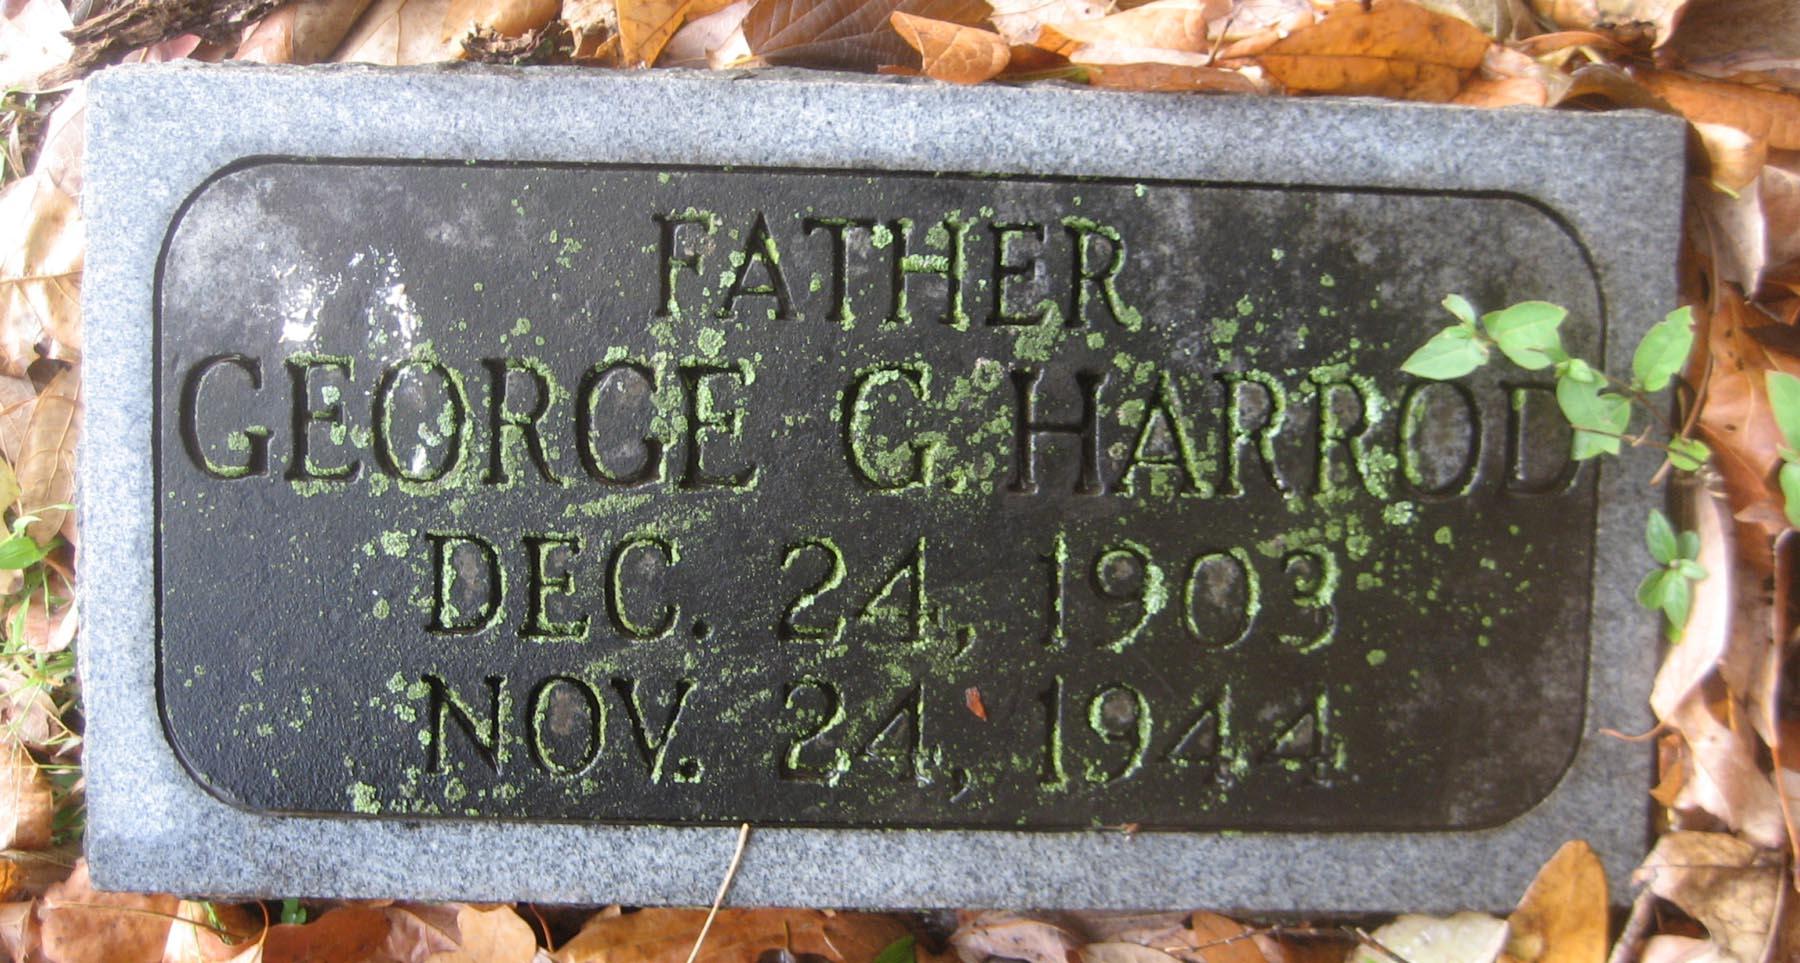 FATHER
GEORGE G. HARROD
DEC. 24, 1903
NOV. 24, 1944